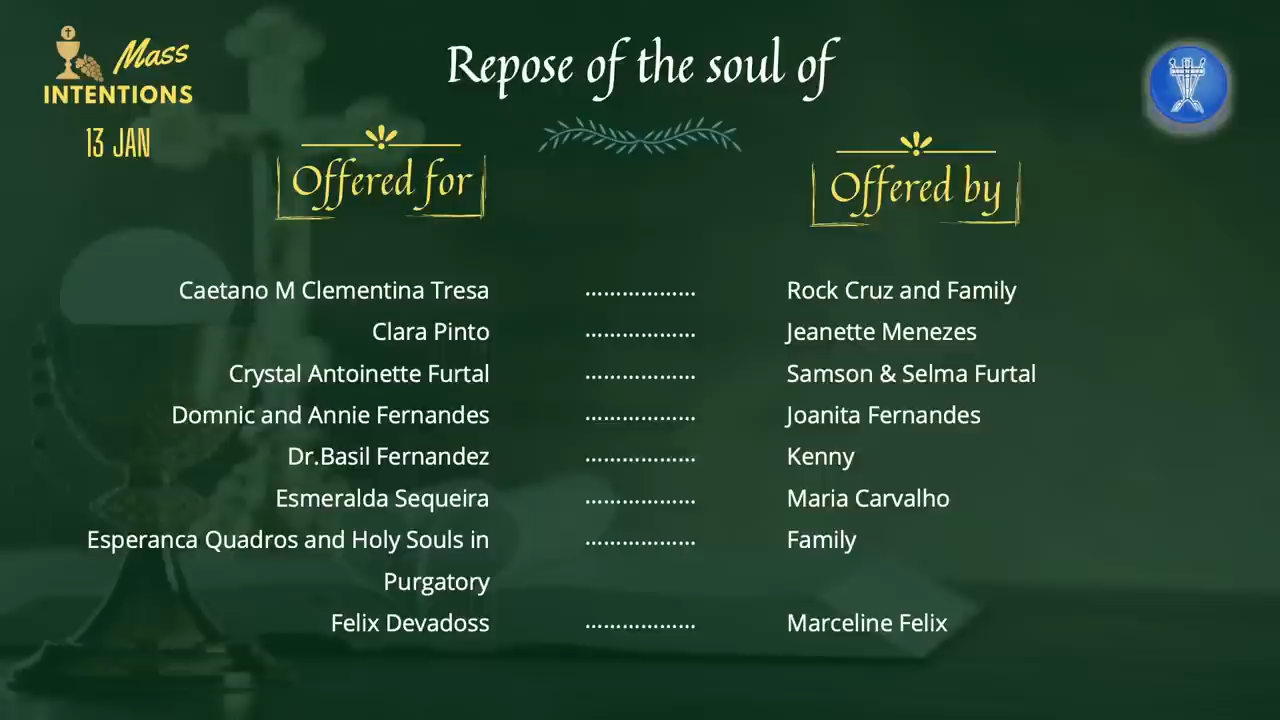 Mass
INTENTIONS
13 JAN
Repose of the soul of
Offered for
Offered by
Caetano M Clementina Tresa .................. Rock Cruz and Family
Clara Pinto .................. Jeanette Menezes
Crystal Antoinette Furtal .................. Samson & Selma Furtal
Domnic and Annie Fernandes .................. Joanita Fernandes
Dr.Basil Fernandez .................. Kenny
Esmeralda Sequeira .................. Maria Carvalho
Esperanca Quadros and Holy Souls in .................. Family
Purgatory
Felix Devadoss .................. Marceline Felix